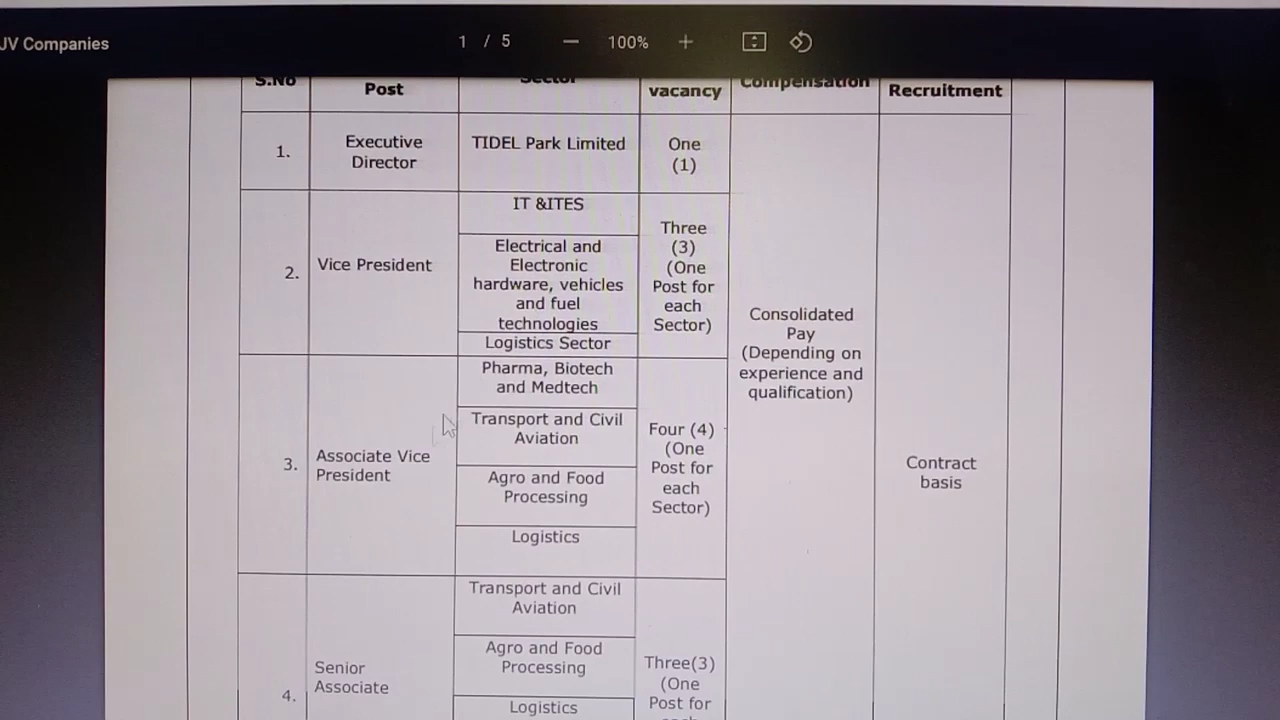 JV Companies
1 / 5
100%
S.No
Post
Sector
vacancy
Compensation
Recruitment
1.
Executive
Director
TIDEL Park Limited
One
(1)
2.
Vice President
IT &ITES
Electrical and
Electronic
hardware, vehicles
and fuel
technologies
Logistics Sector
Three
(3)
(One
Post for
each
Sector)
3.
Associate Vice
President
Pharma, Biotech
and Medtech
Transport and Civil
Aviation
Agro and Food
Processing
Logistics
Four (4)
(One
Post for
each
Sector)
4.
Senior
Associate
Transport and Civil
Aviation
Agro and Food
Processing
Logistics
Three(3)
(One
Post for
each
Consolidated
Pay
(Depending on
experience and
qualification)
Contract
basis